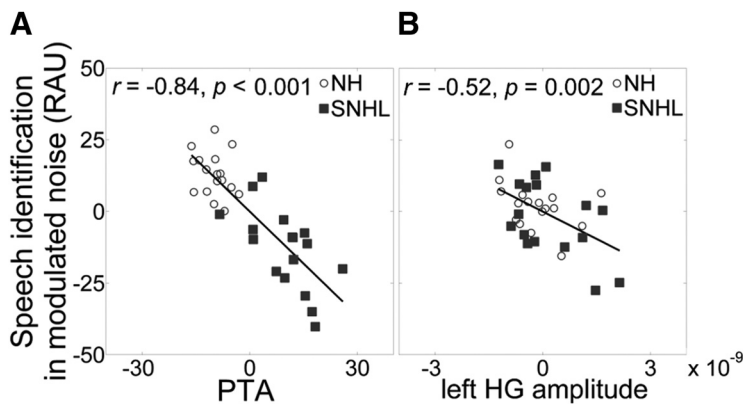 A
B
Speech identification
in modulated noise (RAU)
50
25
0
-25
-50
r = -0.84, p < 0.001
NH
SNHL
-30
0
30
PTA
r = -0.52, p = 0.002
NH
SNHL
-3
0
3
x 10⁻⁹
left HG amplitude